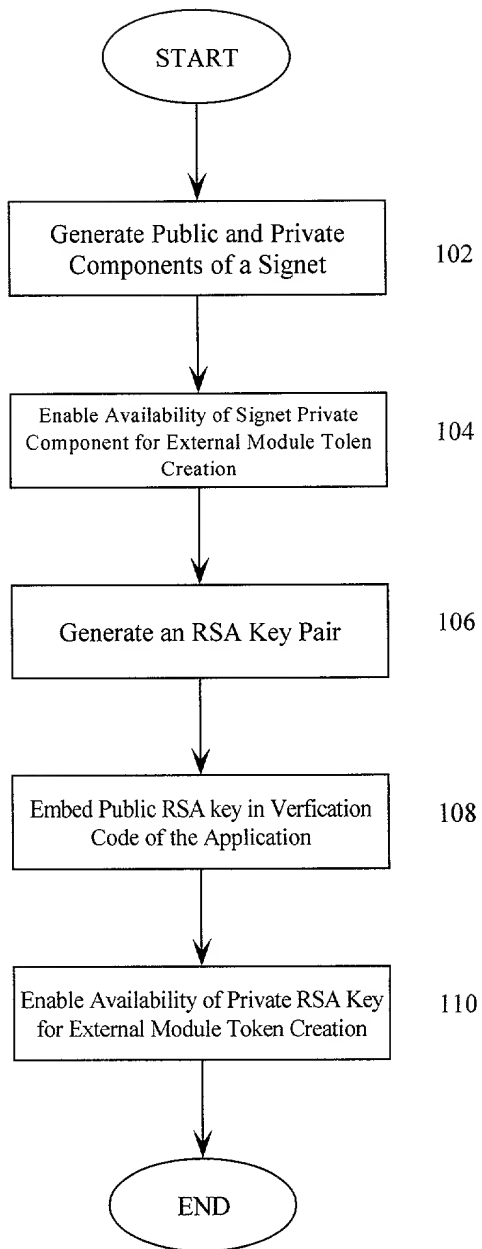 START
Generate Public and Private
Components of a Signet
102
Enable Availability of Signet Private
Component for External Module Tolen
Creation
104
Generate an RSA Key Pair
106
Embed Public RSA key in Verfication
Code of the Application
108
Enable Availability of Private RSA Key
for External Module Token Creation
110
END